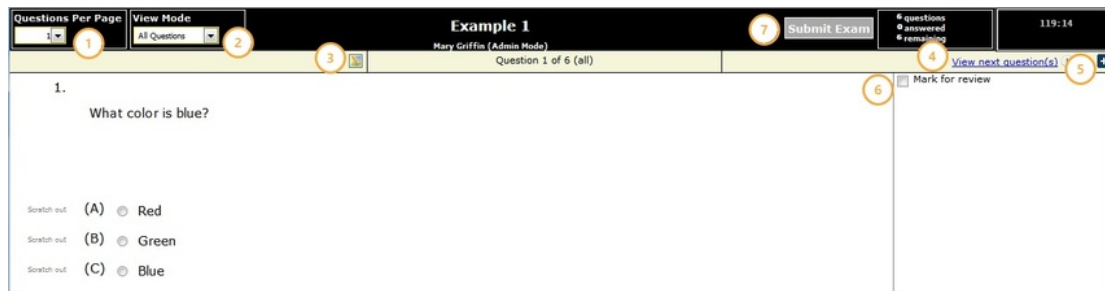 Questions Per Page
1
1
View Mode
All Questions
2
Example 1
Mary Griffin (Admin Mode)
7
Submit Exam
6 questions
0 answered
6 remaining
119:14
3
Question 1 of 6 (all)
4
View next question(s)
5
+
6
Mark for review
1.
What color is blue?
Scratch out (A) Red
Scratch out (B) Green
Scratch out (C) Blue